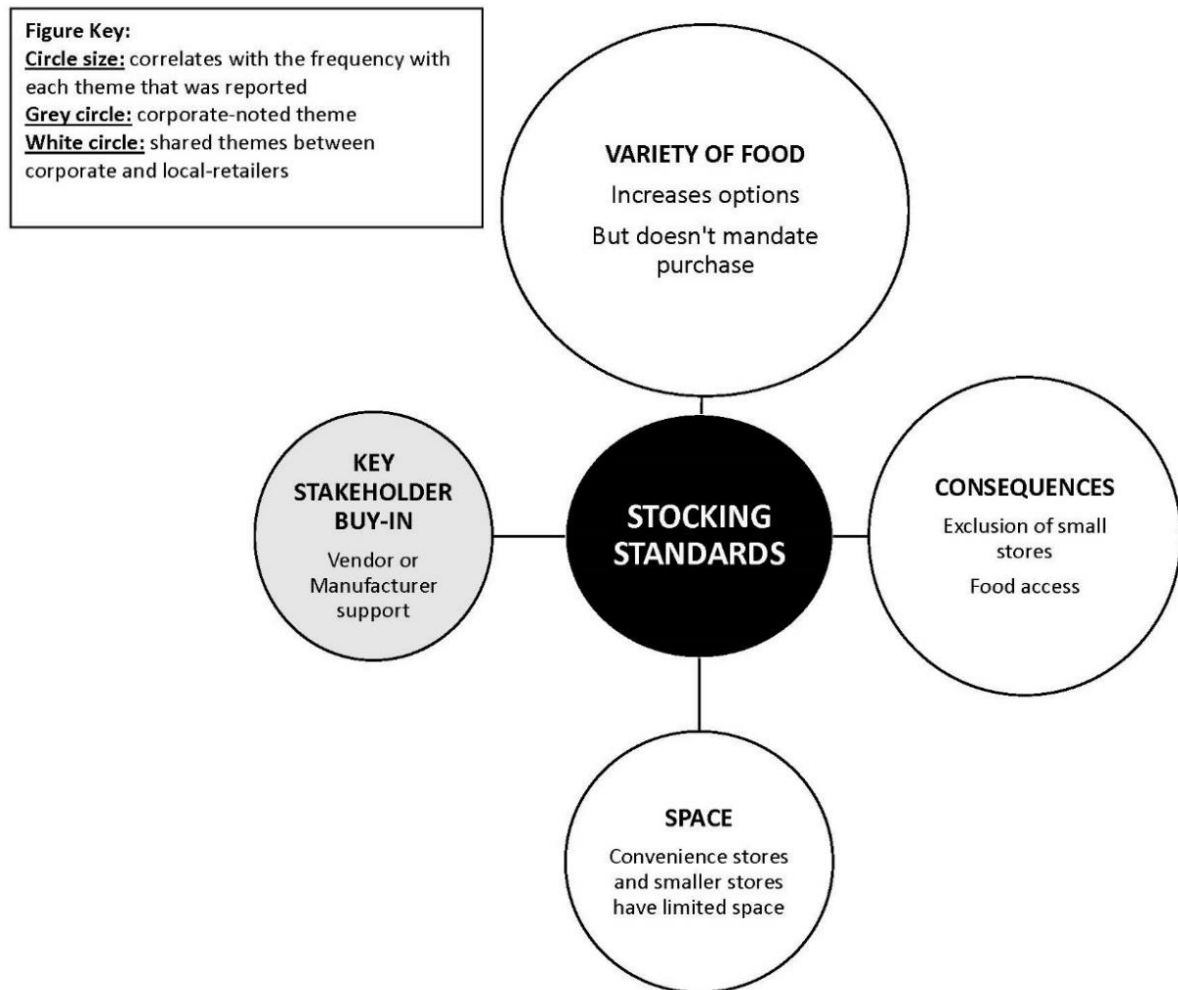 Figure Key:
Circle size: correlates with the frequency with
each theme that was reported
Grey circle: corporate-noted theme
White circle: shared themes between
corporate and local-retailers
VARIETY OF FOOD
Increases options
But doesn't mandate
purchase
KEY
STAKEHOLDER
BUY-IN
Vendor or
Manufacturer
support
STOCKING
STANDARDS
CONSEQUENCES
Exclusion of small
stores
Food access
SPACE
Convenience stores
and smaller stores
have limited space